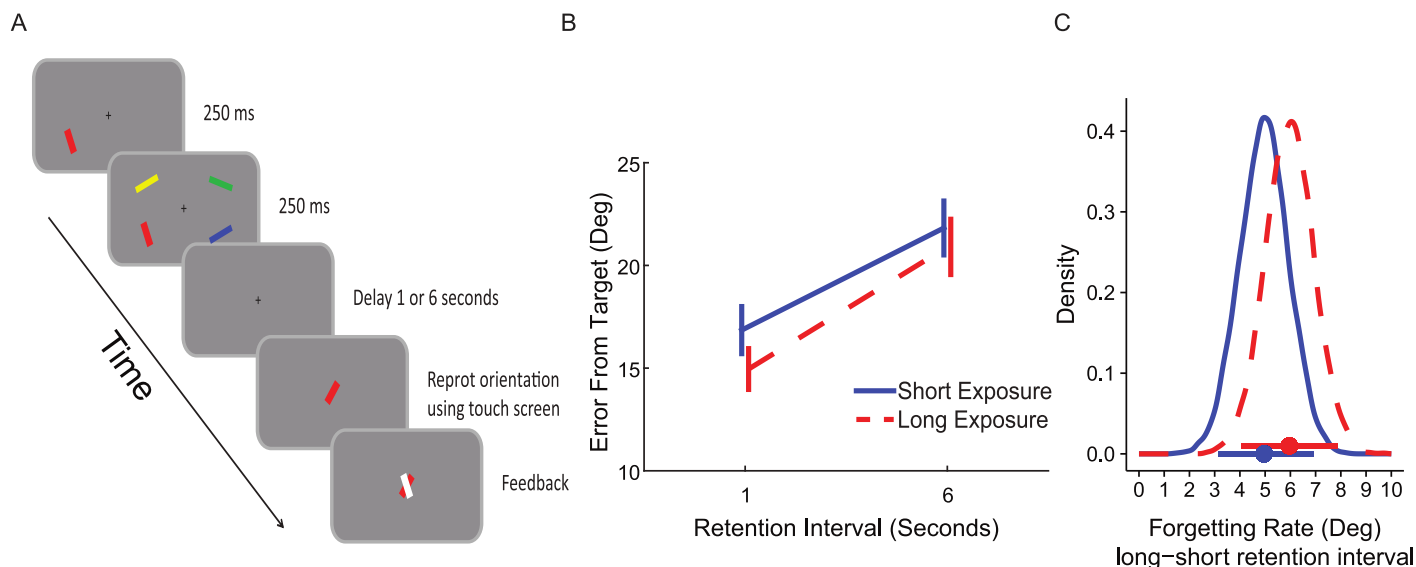 A
250 ms
250 ms
Delay 1 or 6 seconds
Reprot orientation
using touch screen
Feedback
Time
B
Error From Target (Deg)
25
20
15
10
Short Exposure
Long Exposure
1
6
Retention Interval (Seconds)
C
Density
0.4
0.3
0.2
0.1
0.0
0 1 2 3 4 5 6 7 8 9 10
Forgetting Rate (Deg)
long−short retention interval